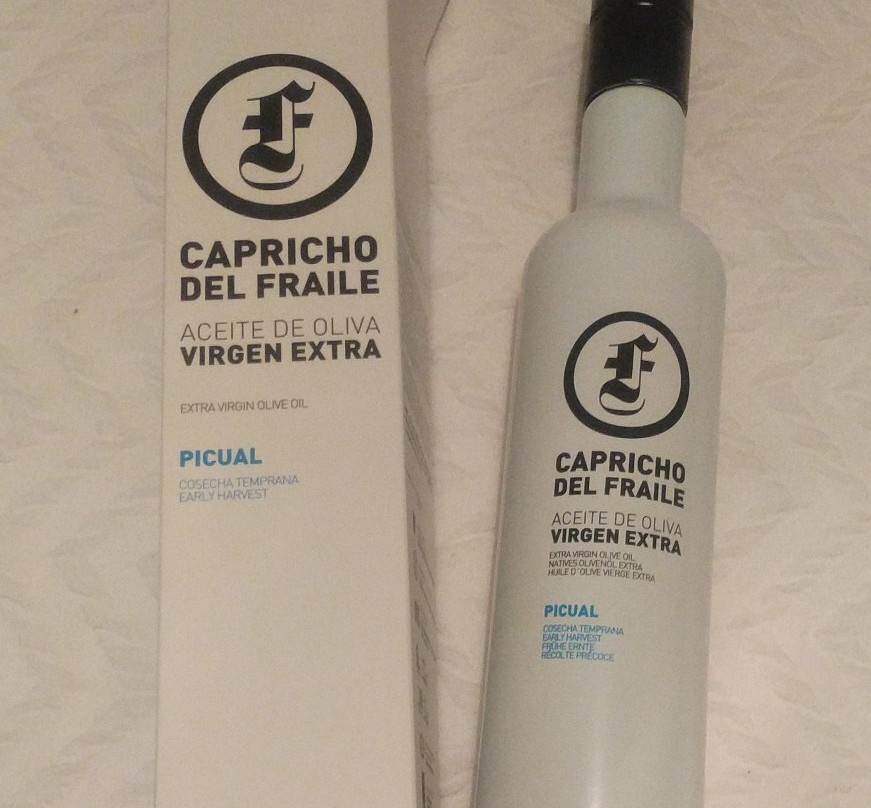 F
CAPRICHO
DEL FRAILE
ACEITE DE OLIVA
VIRGEN EXTRA
EXTRA VIRGIN OLIVE OIL
PICUAL
COSECHA TEMPRANA
EARLY HARVEST
F
CAPRICHO
DEL FRAILE
ACEITE DE OLIVA
VIRGEN EXTRA
EXTRA VIRGIN OLIVE OIL
NATIVES OLIVENÖL EXTRA
HUILE D´OLIVE VIERGE EXTRA
PICUAL
COSECHA TEMPRANA
EARLY HARVEST
FRÜHE ERNTE
RÉCOLTE PRÉCOCE